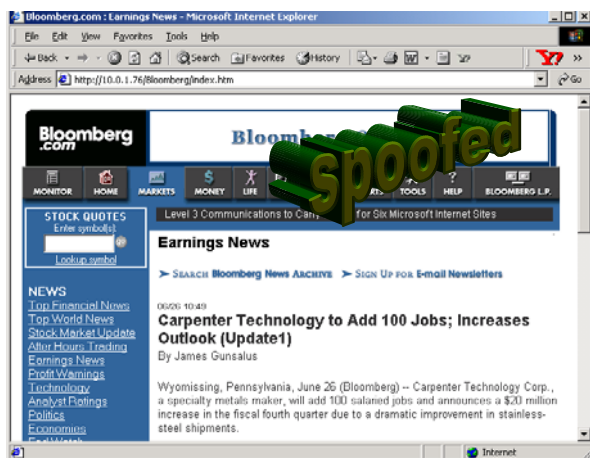 Bloomberg.com : Earnings News - Microsoft Internet Explorer
File Edit View Favorites Tools Help
Back Search Favorites History
Address http://10.0.1.76/Bloomberg/index.htm Go
Bloomberg
.com
Spoofed
MONITOR HOME MARKETS MONEY LIFE TOOLS HELP BLOOMBERG L.P.
STOCK QUOTES
Enter symbol(s)
Lookup symbol
Level 3 Communications to for Six Microsoft Internet Sites
Earnings News
SEARCH Bloomberg News ARCHIVE SIGN UP FOR E-mail Newsletters
NEWS
Top Financial News
Top World News
Stock Market Update
After Hours Trading
Earnings News
Profit Warnings
Technology
Analyst Ratings
Politics
Economies
06/26 10:49
Carpenter Technology to Add 100 Jobs; Increases
Outlook (Update1)
By James Gunsalus
Wyomissing, Pennsylvania, June 26 (Bloomberg) -- Carpenter Technology Corp.,
a specialty metals maker, will add 100 salaried jobs and announces a $20 million
increase in the fiscal fourth quarter due to a dramatic improvement in stainless-
steel shipments.
Internet